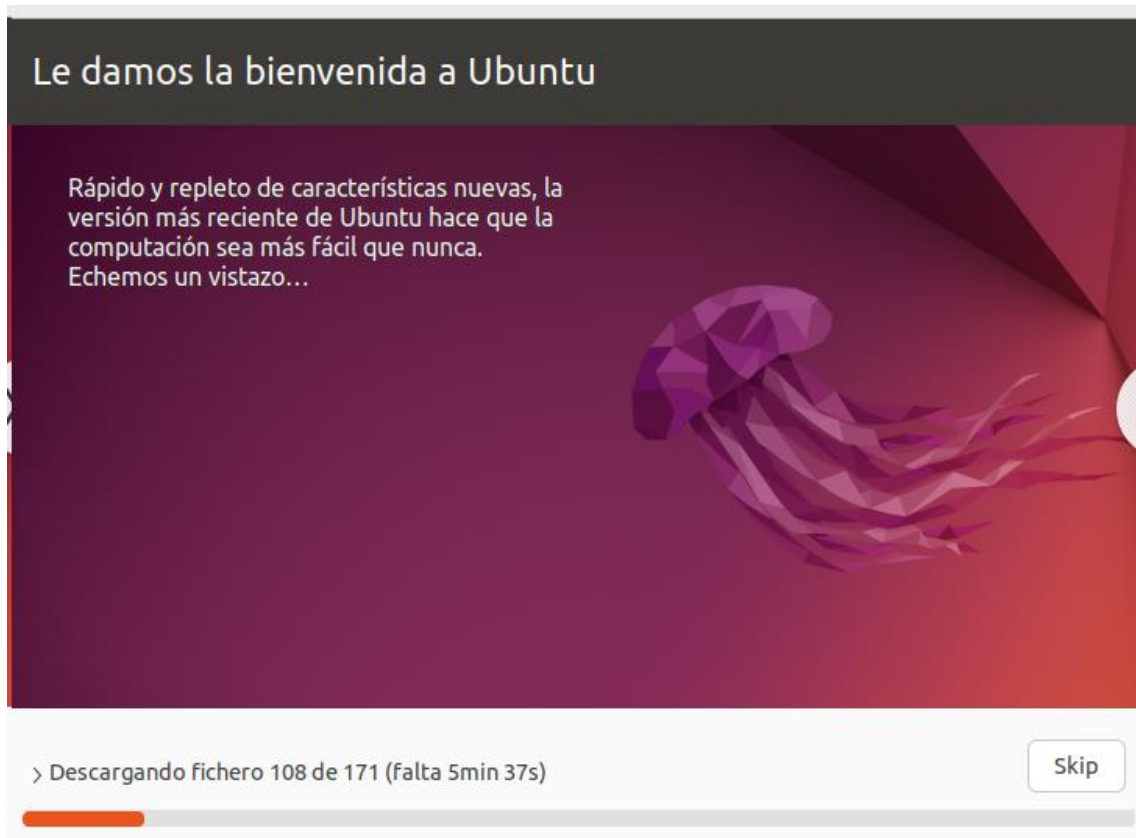 Le damos la bienvenida a Ubuntu
Rápido y repleto de características nuevas, la
versión más reciente de Ubuntu hace que la
computación sea más fácil que nunca.
Echemos un vistazo...
> Descargando fichero 108 de 171 (falta 5min 37s)
Skip